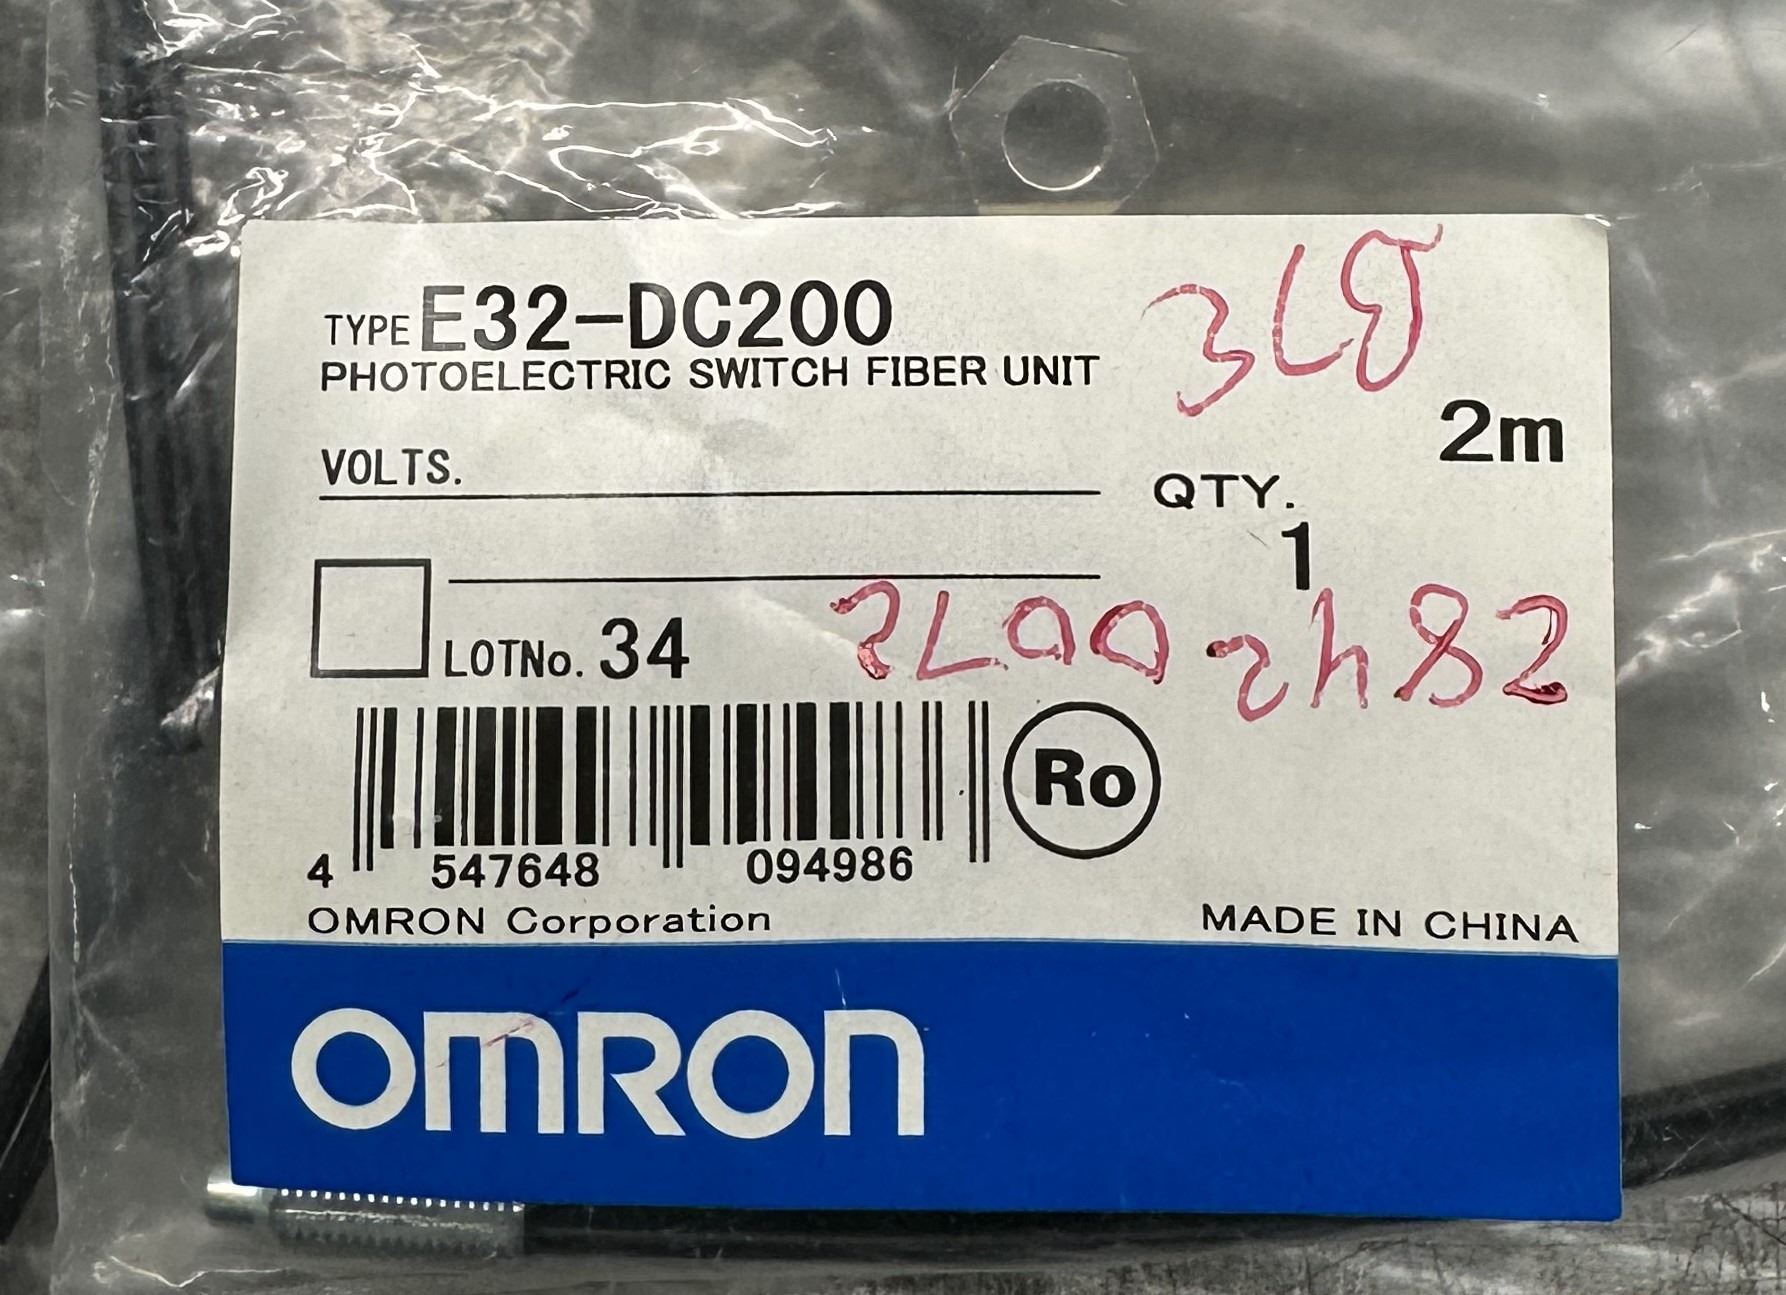 TYPE E32-DC200
PHOTOELECTRIC SWITCH FIBER UNIT
2m
VOLTS.
QTY.
1
LOTNo. 34
Ro
4 547648 094986
OMRON Corporation
MADE IN CHINA
OMRON